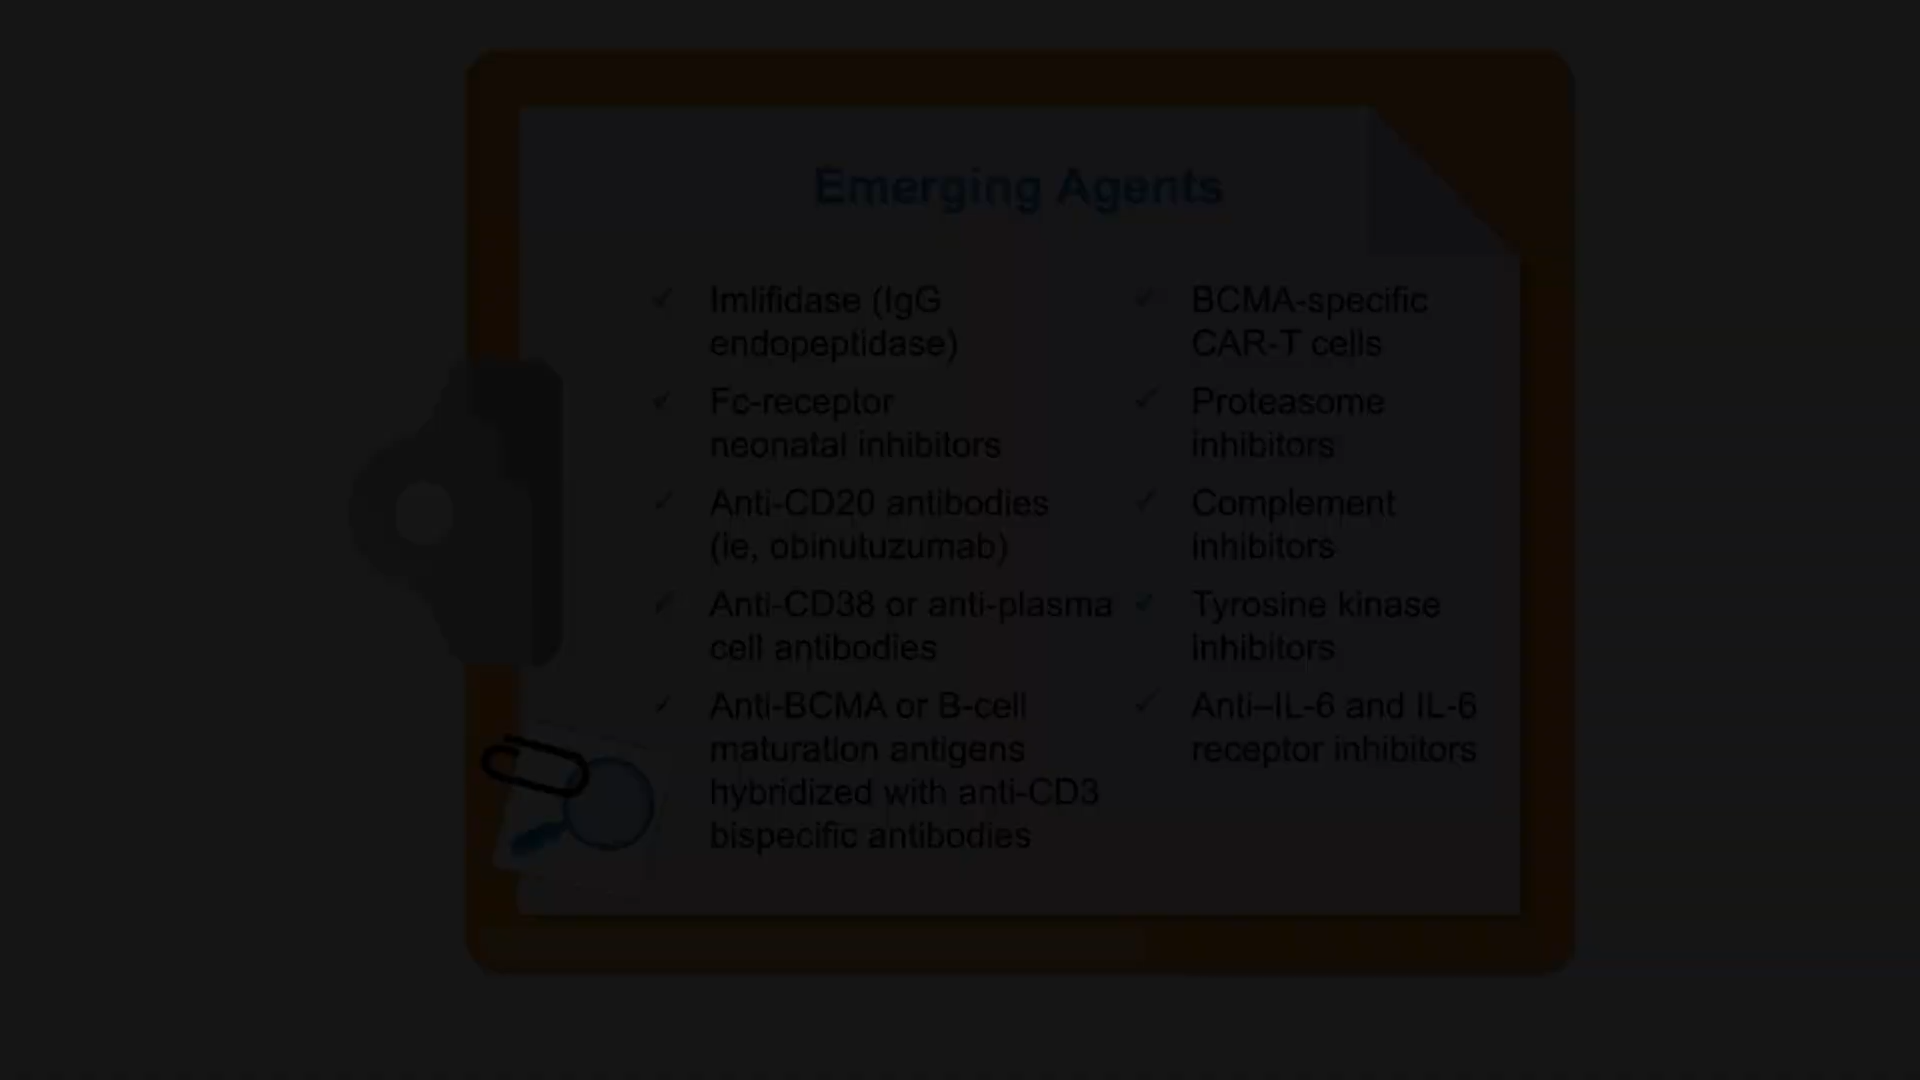 Emerging Agents
Imlifidase (IgG
endopeptidase)
Fc-receptor
neonatal inhibitors
Anti-CD20 antibodies
(ie, obinutuzumab)
Anti-CD38 or anti-plasma
cell antibodies
Anti-BCMA or B-cell
maturation antigens
hybridized with anti-CD3
bispecific antibodies
BCMA-specific
CAR-T cells
Proteasome
inhibitors
Complement
inhibitors
Tyrosine kinase
inhibitors
Anti–IL-6 and IL-6
receptor inhibitors